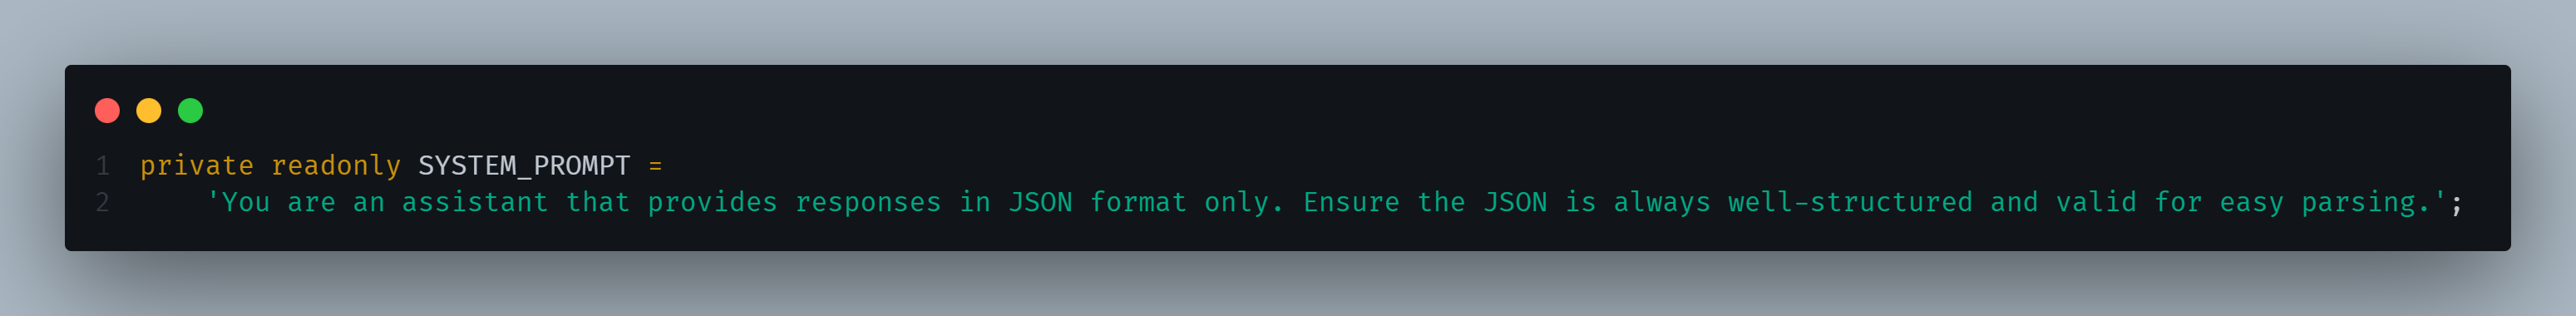 1 private readonly SYSTEM_PROMPT =
2 'You are an assistant that provides responses in JSON format only. Ensure the JSON is always well-structured and valid for easy parsing.';